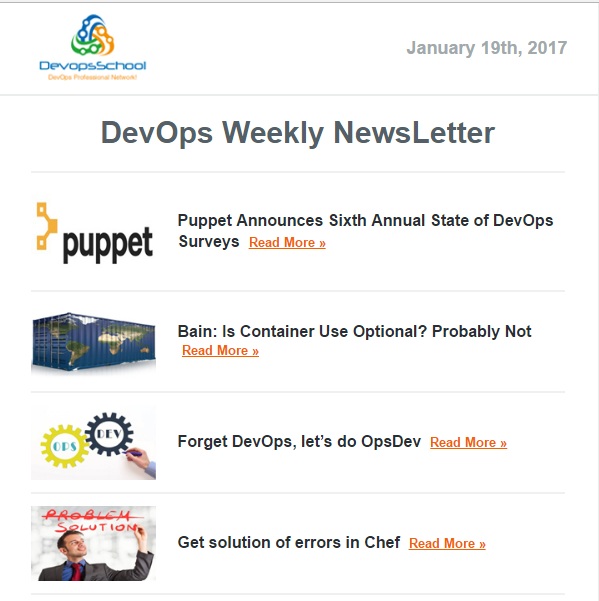 DevopsSchool
DevOps Professional Network!
January 19th, 2017
DevOps Weekly NewsLetter
puppet
Puppet Announces Sixth Annual State of DevOps
Surveys Read More »
Bain: Is Container Use Optional? Probably Not
Read More »
OPS
DEV
Forget DevOps, let's do OpsDev Read More »
PROBLEM
SOLUTION
Get solution of errors in Chef Read More »